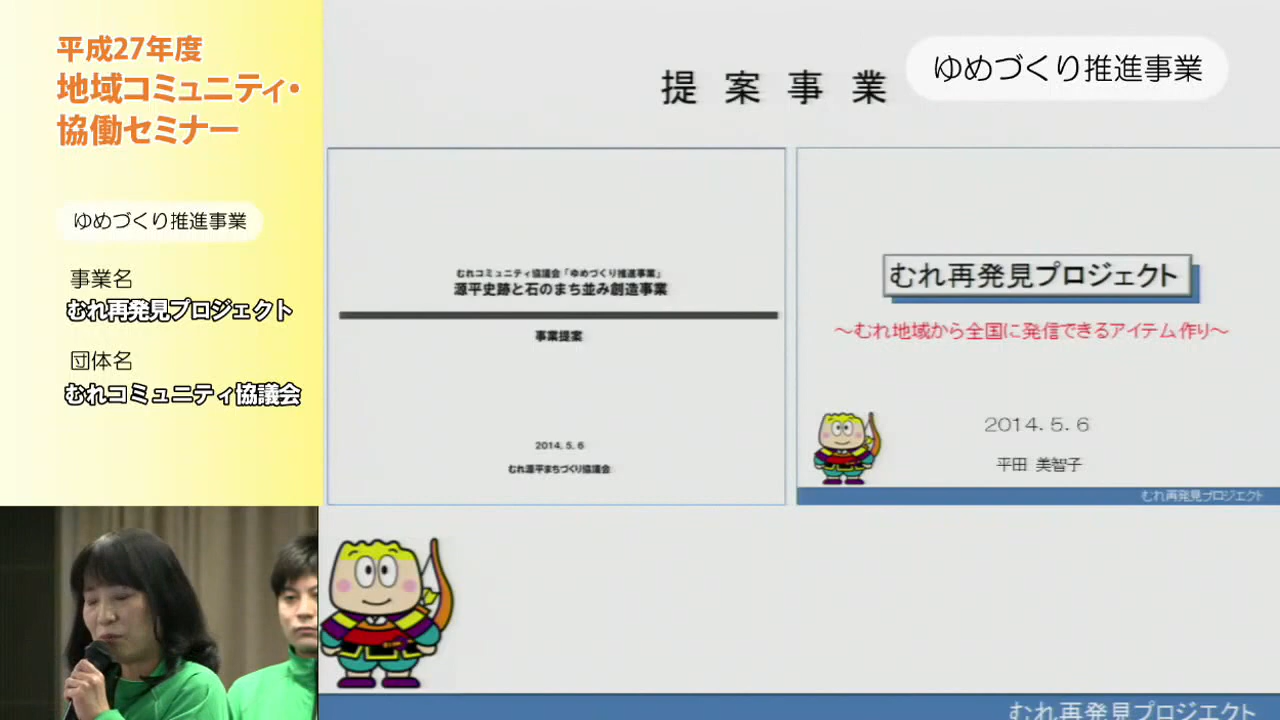 平成27年度
地域コミュニティ・
協働セミナー
ゆめづくり推進事業
事業名
むれ再発見プロジェクト
団体名
むれコミュニティ協議会
提案事業
ゆめづくり推進事業
むれコミュニティ協議会「ゆめづくり推進事業」
源平史跡と石のまち並み創造事業
事業提案
2014. 5. 6
むれ源平まちづくり協議会
むれ再発見プロジェクト
～むれ地域から全国に発信できるアイテム作り～
2014. 5. 6
平田 美智子
むれ再発見プロジェクト
むれ再発見プロジェクト